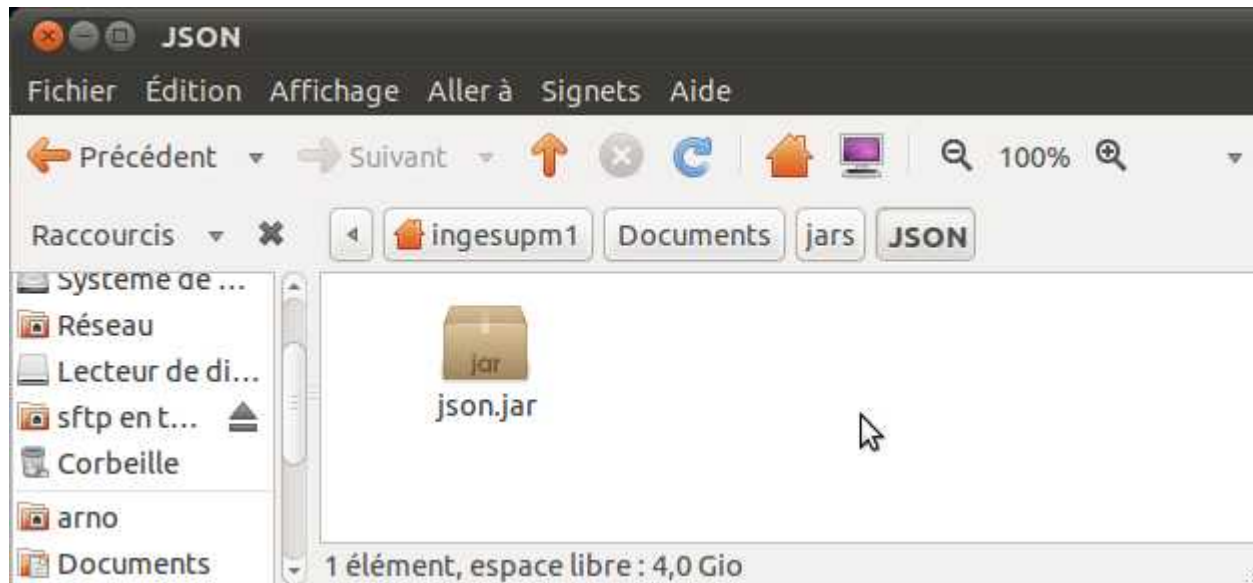 JSON
Fichier Édition Affichage Aller à Signets Aide
Précédent Suivant 100%
Raccourcis ingesupm1 Documents jars JSON
Système de ...
Réseau
Lecteur de di...
sftp en t...
Corbeille
arno
Documents
jar
json.jar
1 élément, espace libre : 4,0 Gio